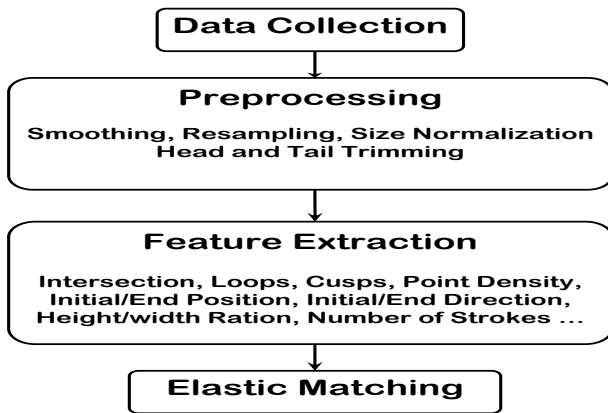 Data Collection
Preprocessing
Smoothing, Resampling, Size Normalization
Head and Tail Trimming
Feature Extraction
Intersection, Loops, Cusps, Point Density,
Initial/End Position, Initial/End Direction,
Height/width Ration, Number of Strokes ...
Elastic Matching